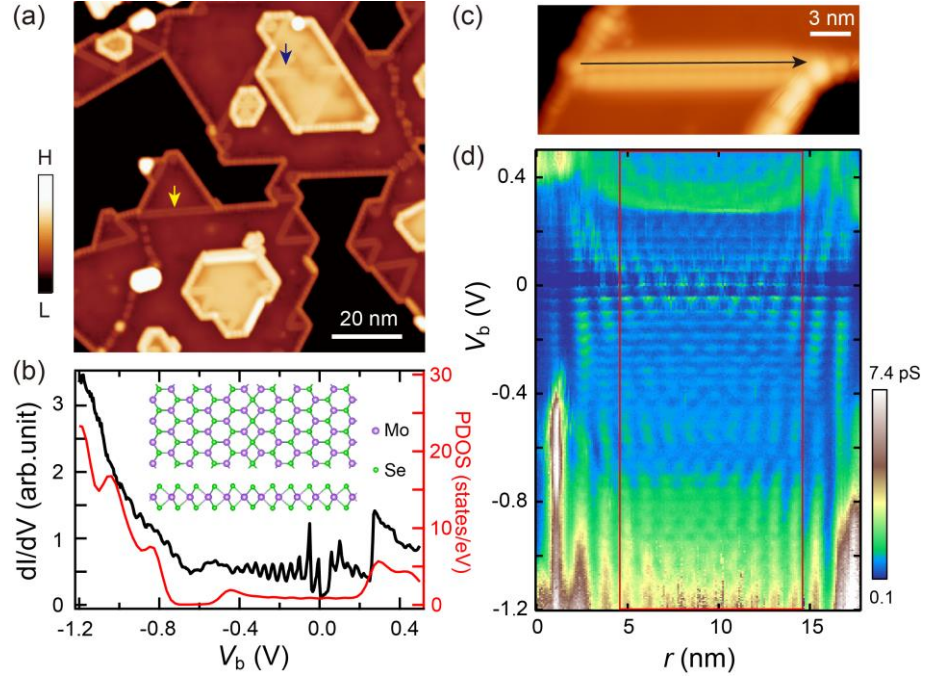 (a)
H
L
20 nm
(b)
dI/dV (arb.unit)
3
2
1
0
Mo
Se
30
20
10
0
PDOS (states/eV)
-1.2
-0.8
-0.4
0.0
0.4
V_b (V)
(c)
3 nm
(d)
V_b (V)
0.4
0
-0.4
-0.8
-1.2
0
5
10
15
r (nm)
7.4 pS
0.1